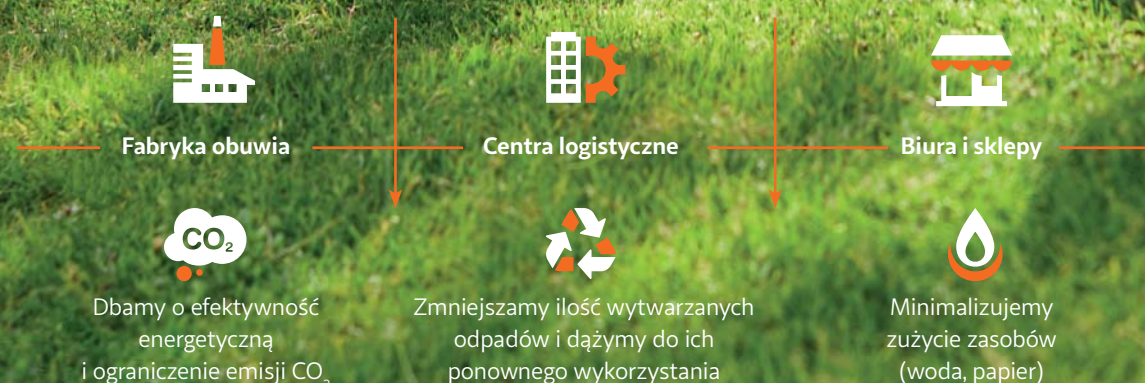 Fabryka obuwia
Centra logistyczne
Biura i sklepy
CO₂
Dbamy o efektywność
energetyczną
i ograniczenie emisji CO₂
Zmniejszamy ilość wytwarzanych
odpadów i dążymy do ich
ponownego wykorzystania
Minimalizujemy
zużycie zasobów
(woda, papier)